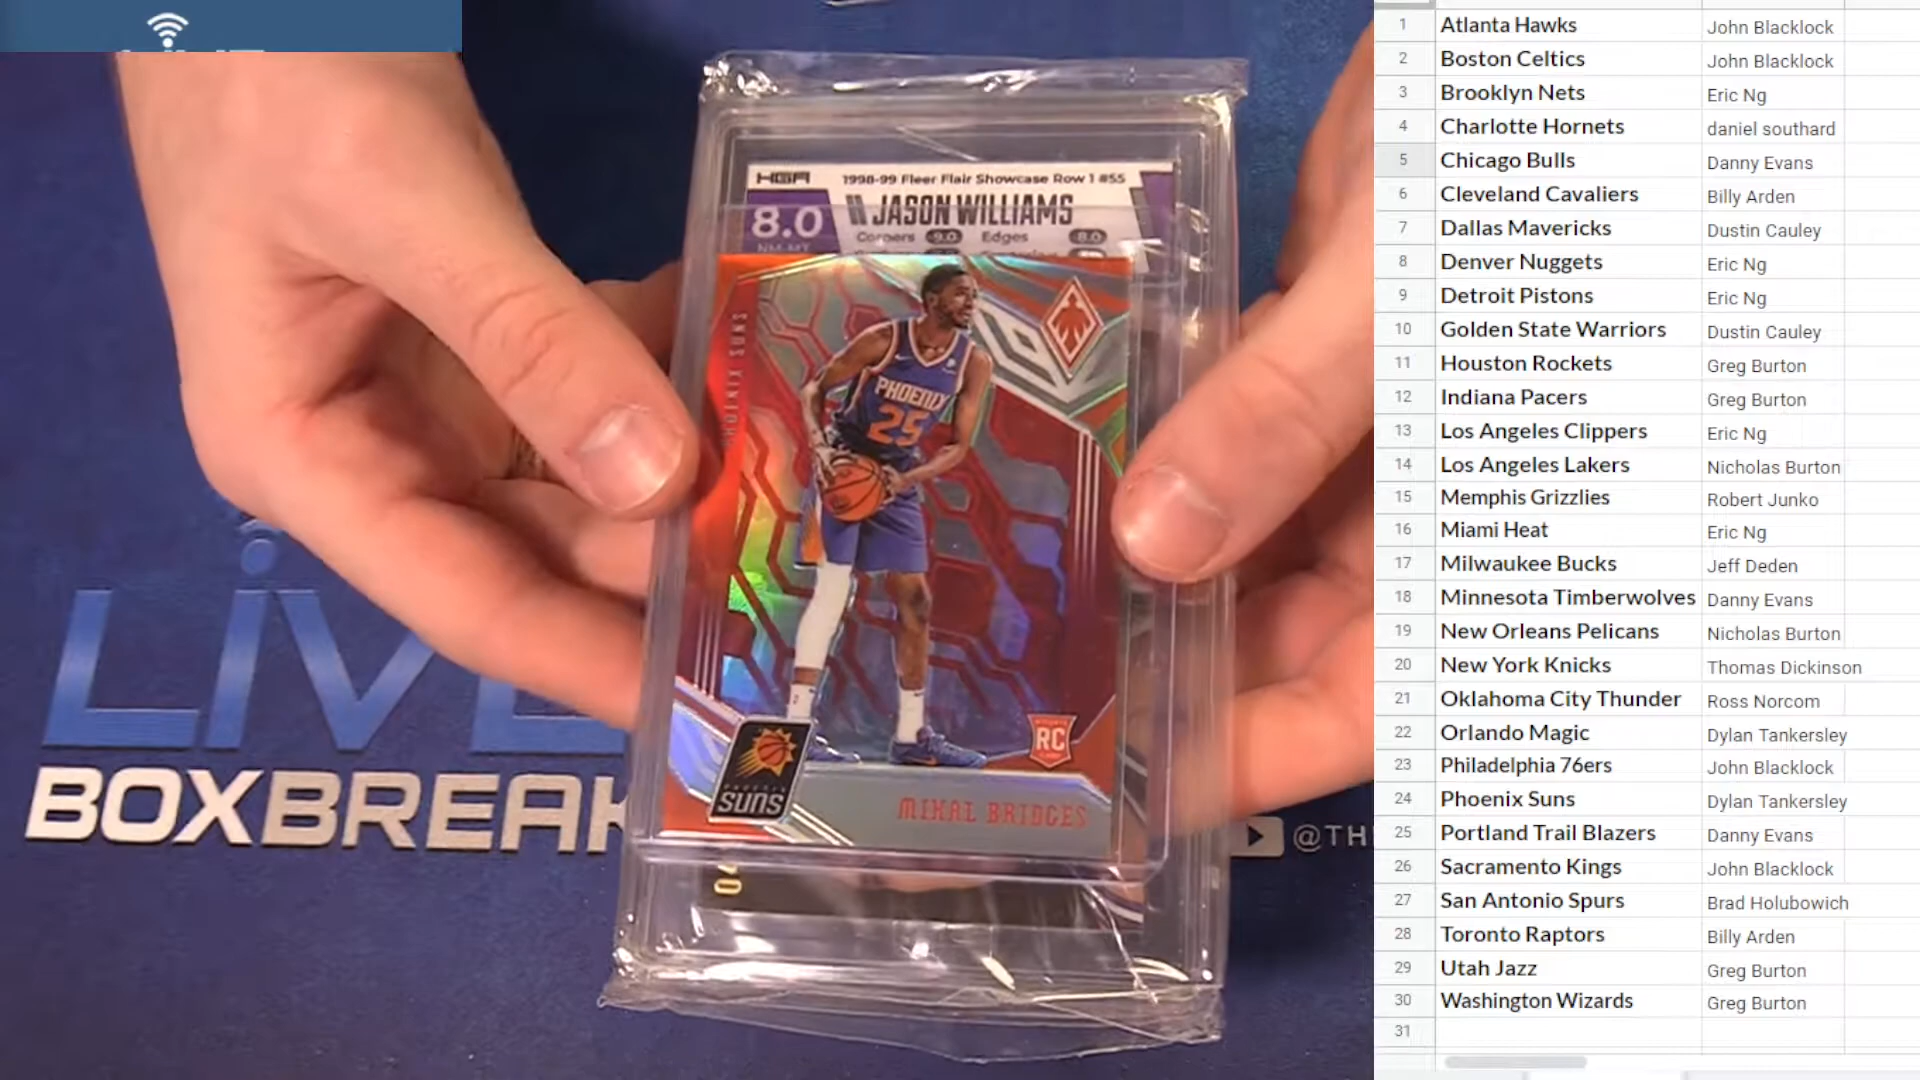 HGA
1998-99 Fleer Flair Showcase Row 1 #55
8.0
JASON WILLIAMS
NM-MT
Corners 9.0 Edges 8.0
PHOENIX SUNS
19
PHOENIX
25
RC
PHOENIX
SUNS
MIKAL BRIDGES
LIVE
BOXBREAK
@TH
1 Atlanta Hawks John Blacklock
2 Boston Celtics John Blacklock
3 Brooklyn Nets Eric Ng
4 Charlotte Hornets daniel southard
5 Chicago Bulls Danny Evans
6 Cleveland Cavaliers Billy Arden
7 Dallas Mavericks Dustin Cauley
8 Denver Nuggets Eric Ng
9 Detroit Pistons Eric Ng
10 Golden State Warriors Dustin Cauley
11 Houston Rockets Greg Burton
12 Indiana Pacers Greg Burton
13 Los Angeles Clippers Eric Ng
14 Los Angeles Lakers Nicholas Burton
15 Memphis Grizzlies Robert Junko
16 Miami Heat Eric Ng
17 Milwaukee Bucks Jeff Deden
18 Minnesota Timberwolves Danny Evans
19 New Orleans Pelicans Nicholas Burton
20 New York Knicks Thomas Dickinson
21 Oklahoma City Thunder Ross Norcom
22 Orlando Magic Dylan Tankersley
23 Philadelphia 76ers John Blacklock
24 Phoenix Suns Dylan Tankersley
25 Portland Trail Blazers Danny Evans
26 Sacramento Kings John Blacklock
27 San Antonio Spurs Brad Holubowich
28 Toronto Raptors Billy Arden
29 Utah Jazz Greg Burton
30 Washington Wizards Greg Burton
31